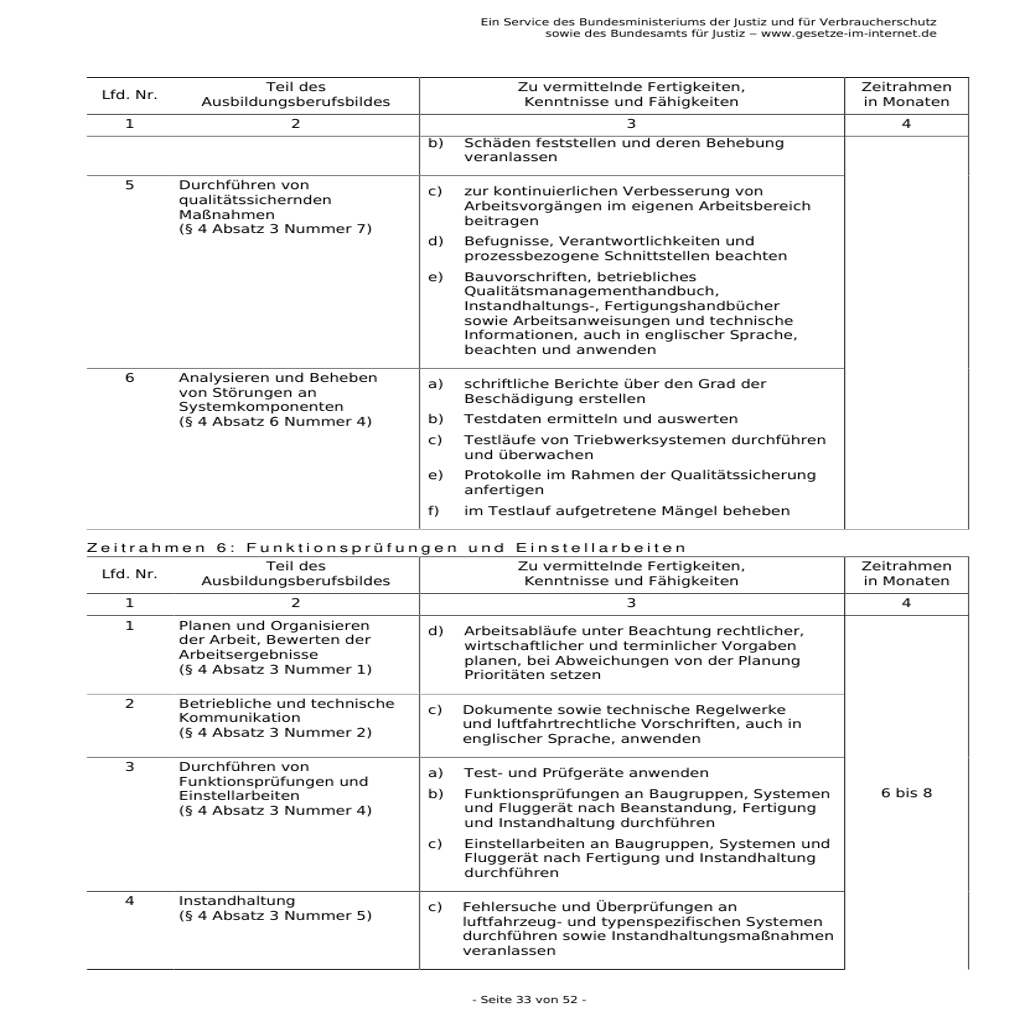 Ein Service des Bundesministeriums der Justiz und für Verbraucherschutz
sowie des Bundesamts für Justiz – www.gesetze-im-internet.de
Lfd. Nr.
Teil des
Ausbildungsberufsbildes
Zu vermittelnde Fertigkeiten,
Kenntnisse und Fähigkeiten
Zeitrahmen
in Monaten
1
2
3
4
b) Schäden feststellen und deren Behebung
veranlassen
5
Durchführen von
qualitätssichernden
Maßnahmen
(§ 4 Absatz 3 Nummer 7)
c) zur kontinuierlichen Verbesserung von
Arbeitsvorgängen im eigenen Arbeitsbereich
beitragen
d) Befugnisse, Verantwortlichkeiten und
prozessbezogene Schnittstellen beachten
e) Bauvorschriften, betriebliches
Qualitätsmanagementhandbuch,
Instandhaltungs-, Fertigungshandbücher
sowie Arbeitsanweisungen und technische
Informationen, auch in englischer Sprache,
beachten und anwenden
6
Analysieren und Beheben
von Störungen an
Systemkomponenten
(§ 4 Absatz 6 Nummer 4)
a) schriftliche Berichte über den Grad der
Beschädigung erstellen
b) Testdaten ermitteln und auswerten
c) Testläufe von Triebwerksystemen durchführen
und überwachen
e) Protokolle im Rahmen der Qualitätssicherung
anfertigen
f) im Testlauf aufgetretene Mängel beheben
Zeitrahmen 6: Funktionsprüfungen und Einstellarbeiten
Lfd. Nr.
Teil des
Ausbildungsberufsbildes
Zu vermittelnde Fertigkeiten,
Kenntnisse und Fähigkeiten
Zeitrahmen
in Monaten
1
2
3
4
1
Planen und Organisieren
der Arbeit, Bewerten der
Arbeitsergebnisse
(§ 4 Absatz 3 Nummer 1)
d) Arbeitsabläufe unter Beachtung rechtlicher,
wirtschaftlicher und terminlicher Vorgaben
planen, bei Abweichungen von der Planung
Prioritäten setzen
2
Betriebliche und technische
Kommunikation
(§ 4 Absatz 3 Nummer 2)
c) Dokumente sowie technische Regelwerke
und luftfahrtrechtliche Vorschriften, auch in
englischer Sprache, anwenden
3
Durchführen von
Funktionsprüfungen und
Einstellarbeiten
(§ 4 Absatz 3 Nummer 4)
a) Test- und Prüfgeräte anwenden
b) Funktionsprüfungen an Baugruppen, Systemen
und Fluggerät nach Beanstandung, Fertigung
und Instandhaltung durchführen
c) Einstellarbeiten an Baugruppen, Systemen und
Fluggerät nach Fertigung und Instandhaltung
durchführen
6 bis 8
4
Instandhaltung
(§ 4 Absatz 3 Nummer 5)
c) Fehlersuche und Überprüfungen an
luftfahrzeug- und typenspezifischen Systemen
durchführen sowie Instandhaltungsmaßnahmen
veranlassen
- Seite 33 von 52 -